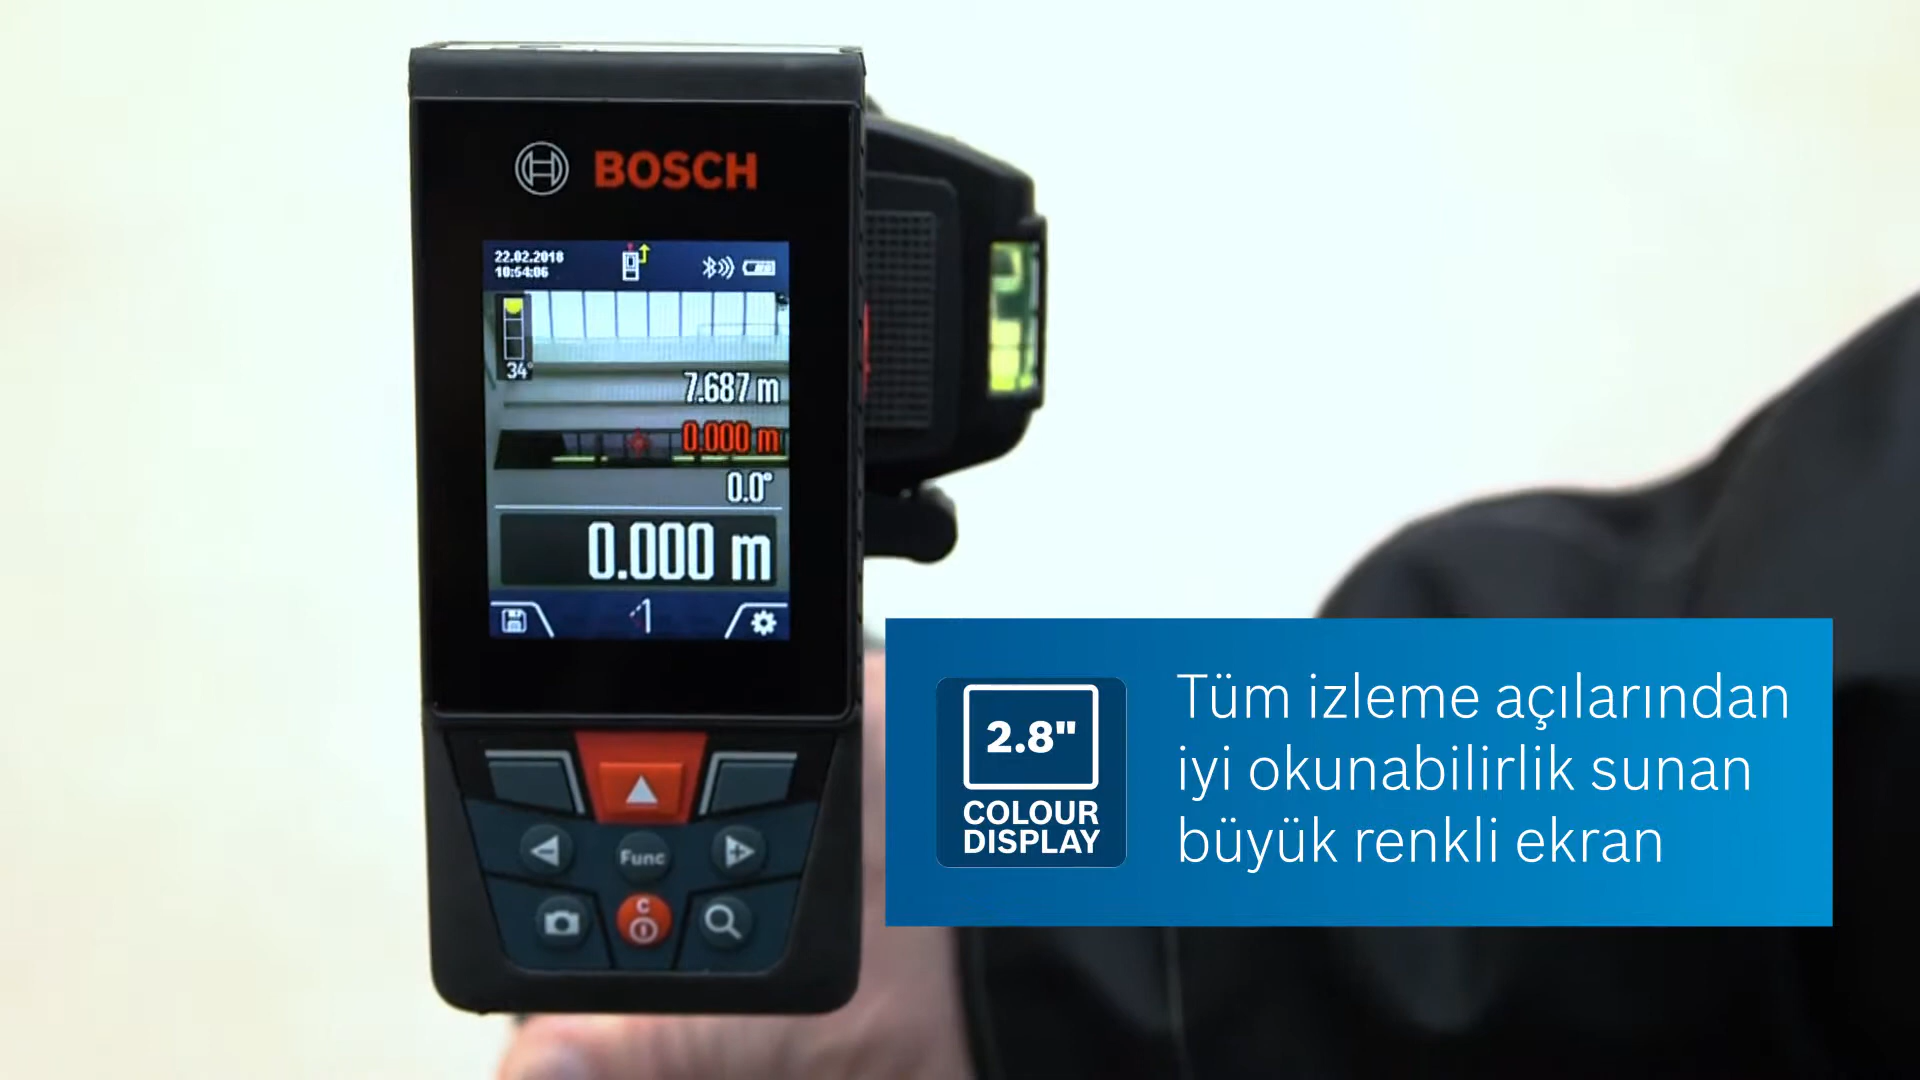 BOSCH
22.02.2018
10:54:06
34°
7.687 m
0.000 m
0.0°
0.000 m
Func
C
2.8"
COLOUR
DISPLAY
Tüm izleme açılarından
iyi okunabilirlik sunan
büyük renkli ekran